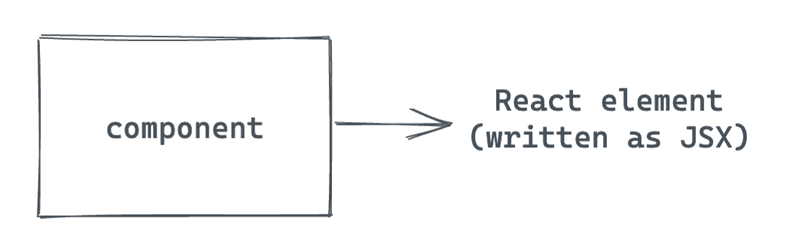 component
React element
(written as JSX)